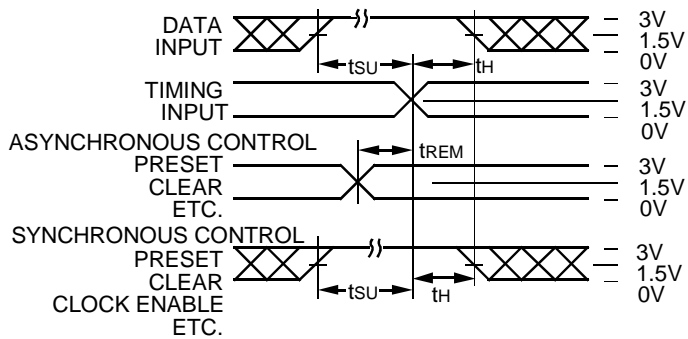 DATA
INPUT
3V
1.5V
0V
tSU
tH
TIMING
INPUT
3V
1.5V
0V
ASYNCHRONOUS CONTROL
PRESET
CLEAR
ETC.
tREM
3V
1.5V
0V
SYNCHRONOUS CONTROL
PRESET
CLEAR
CLOCK ENABLE
ETC.
tSU
tH
3V
1.5V
0V